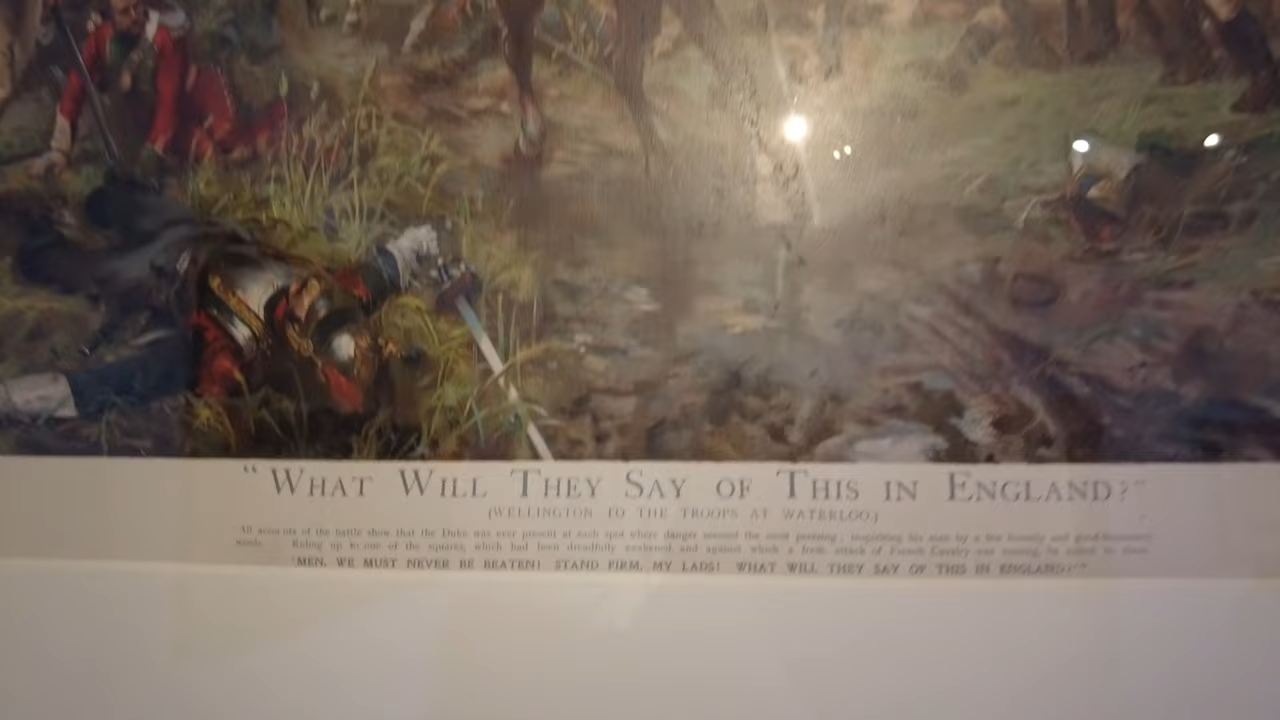 "WHAT WILL THEY SAY OF THIS IN ENGLAND?"
(WELLINGTON TO THE TROOPS AT WATERLOO.)
All accounts of the battle show that the Duke was ever present at each spot where danger seemed the most pressing; inspiriting his men by a few homely and good-humoured
words. Riding up to one of the squares, which had been dreadfully weakened and against which a fresh attack of French Cavalry was coming, he called to them
"MEN, WE MUST NEVER BE BEATEN! STAND FIRM, MY LADS! WHAT WILL THEY SAY OF THIS IN ENGLAND?"